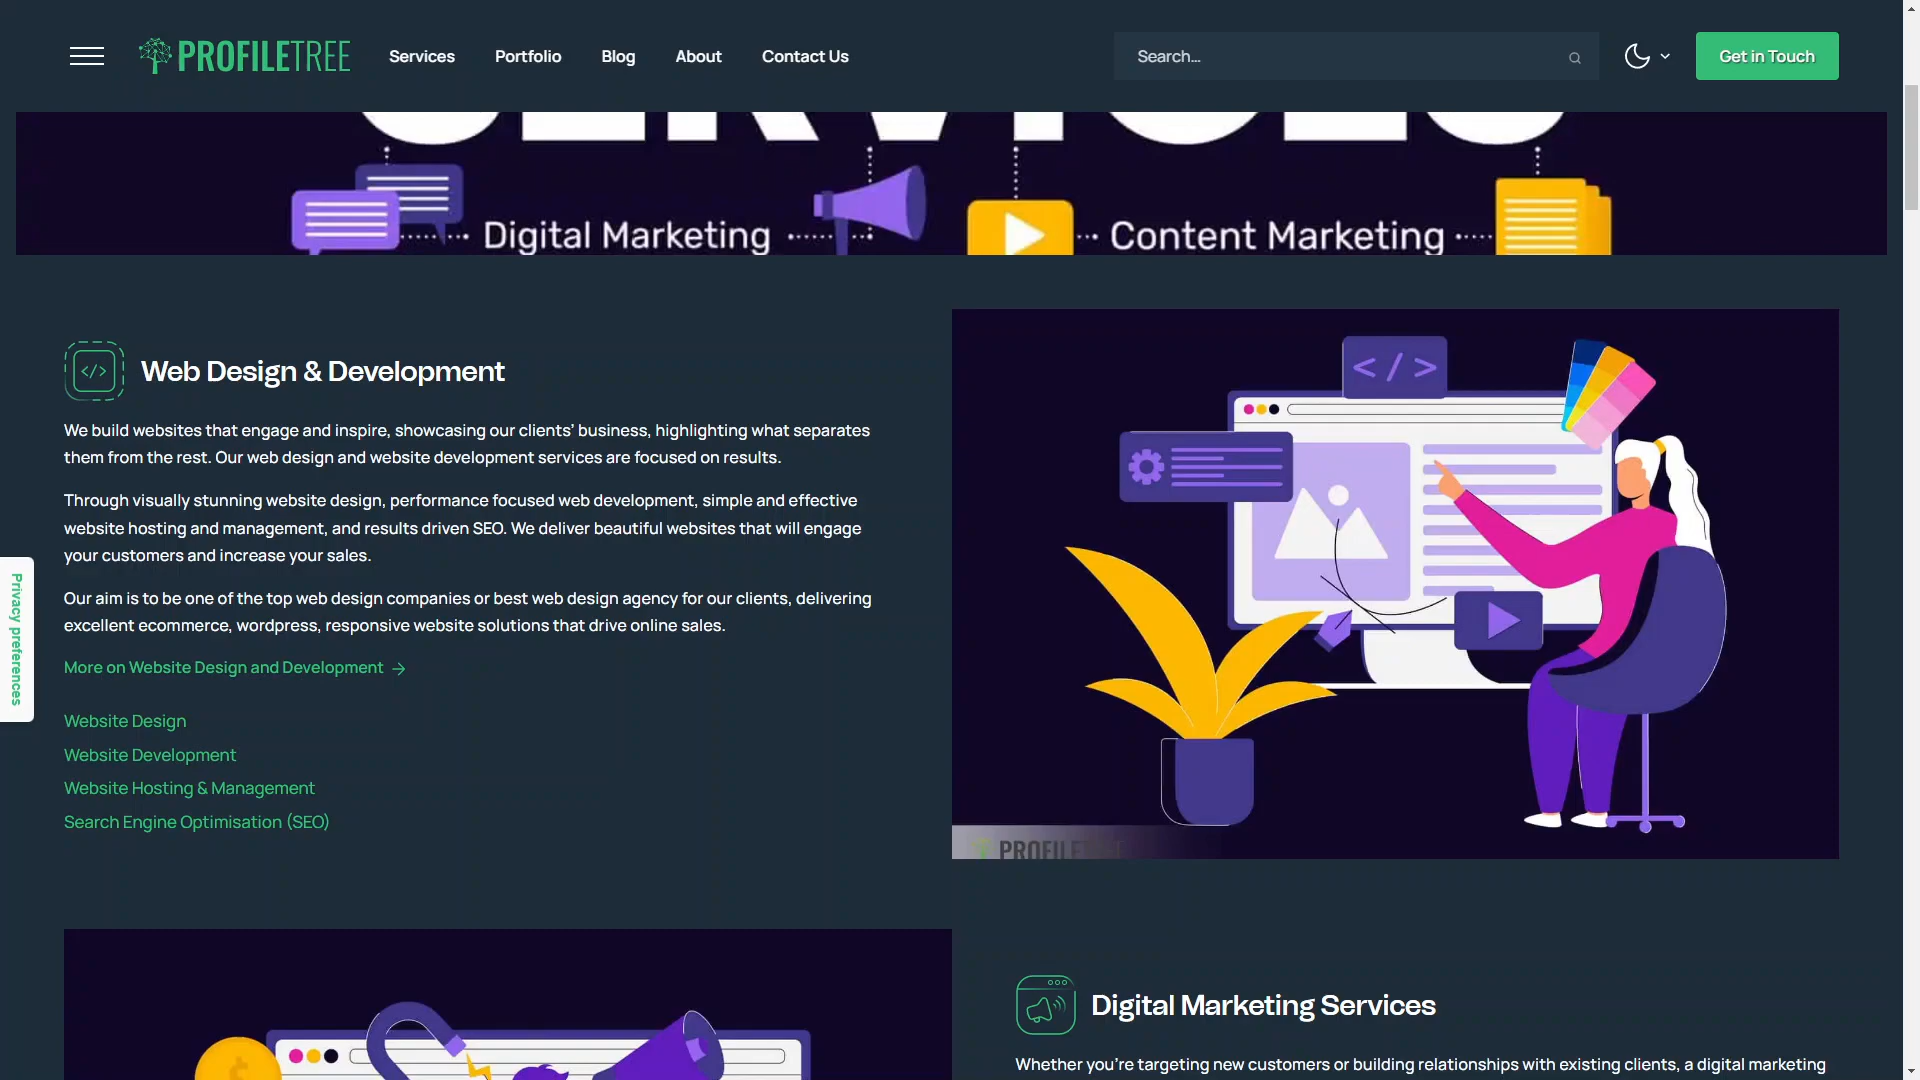 PROFILETREE
Services
Portfolio
Blog
About
Contact Us
Search...
Get in Touch
SERVICES
Digital Marketing
Content Marketing
Web Design & Development
We build websites that engage and inspire, showcasing our clients’ business, highlighting what separates
them from the rest. Our web design and website development services are focused on results.
Through visually stunning website design, performance focused web development, simple and effective
website hosting and management, and results driven SEO. We deliver beautiful websites that will engage
your customers and increase your sales.
Our aim is to be one of the top web design companies or best web design agency for our clients, delivering
excellent ecommerce, wordpress, responsive website solutions that drive online sales.
More on Website Design and Development
Website Design
Website Development
Website Hosting & Management
Search Engine Optimisation (SEO)
Privacy preferences
</>
PROFILETREE
Digital Marketing Services
Whether you’re targeting new customers or building relationships with existing clients, a digital marketing